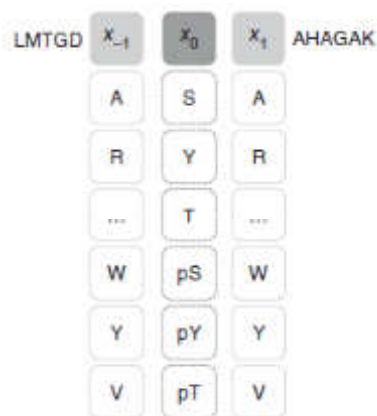 LMTGD x₋₁ x₀ x₁ AHAGAK
A S A
R Y R
... T ...
W pS W
Y pY Y
V pT V